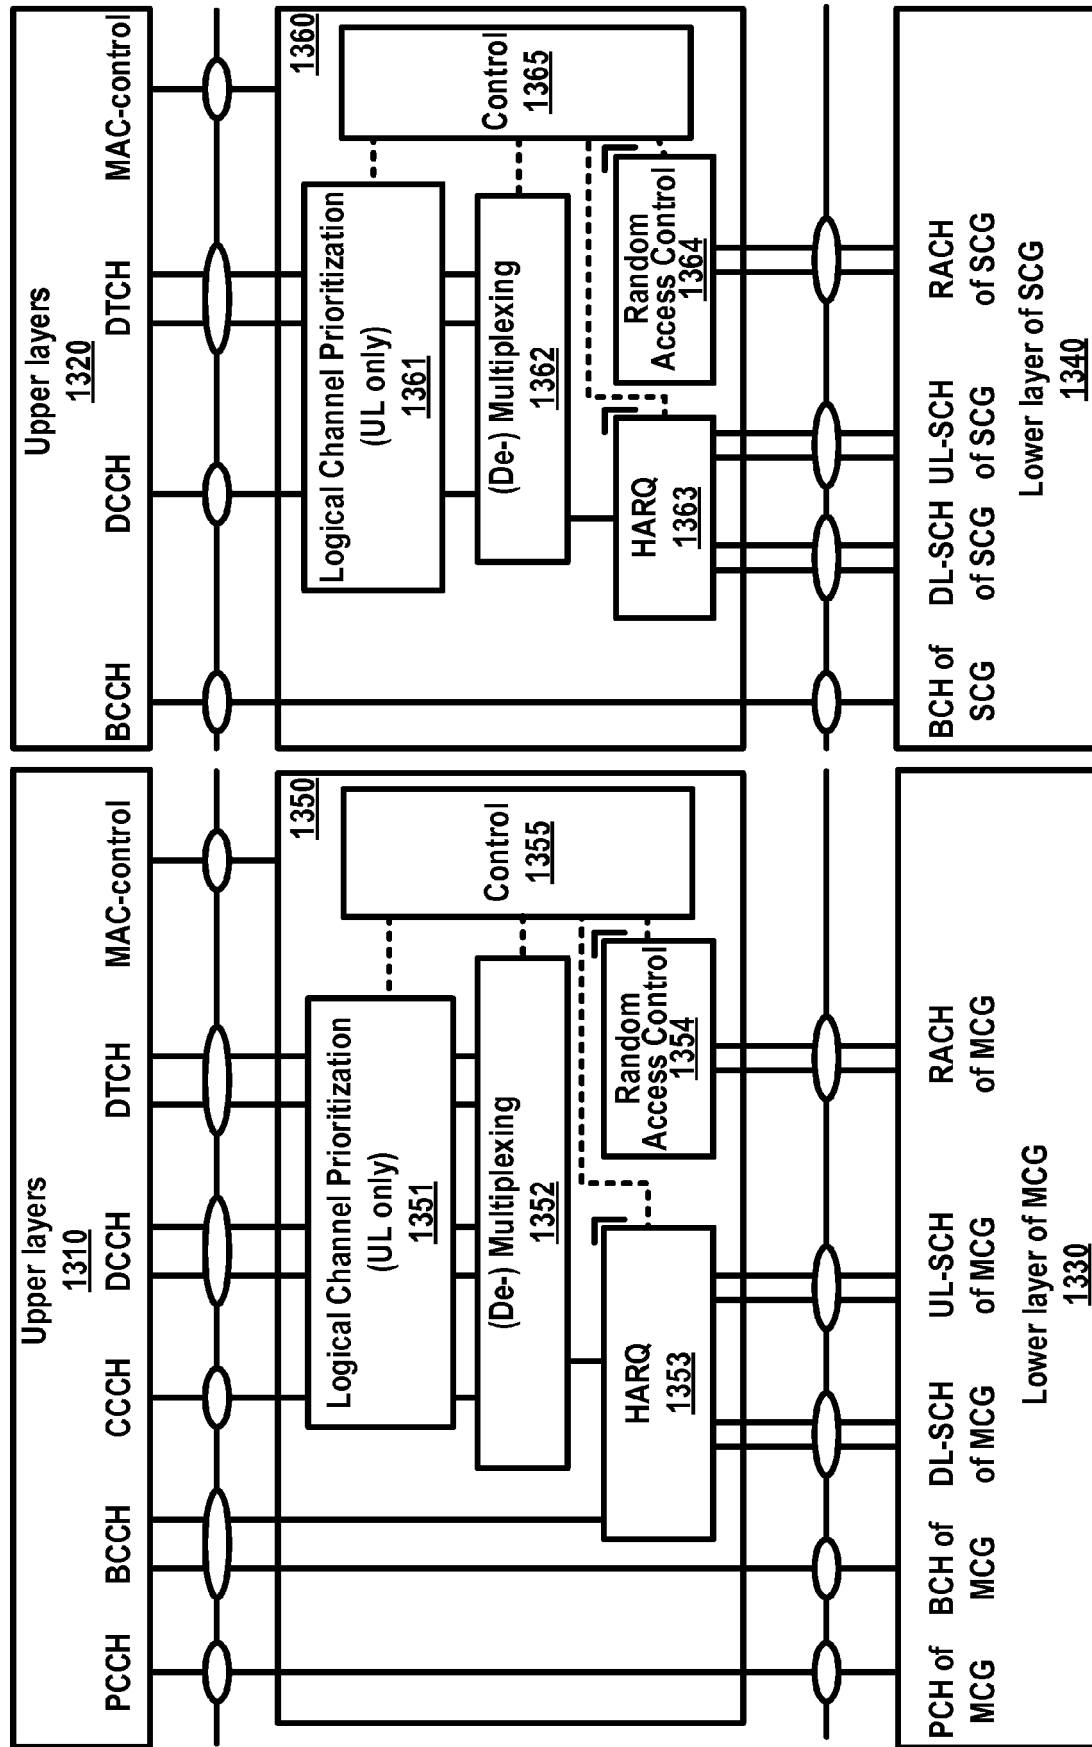 Upper layers
1310
PCCH
BCCH
CCCH
DCCH
DTCH
MAC-control
1350
Logical Channel Prioritization
(UL only)
1351
(De-) Multiplexing
1352
HARQ
1353
Random
Access Control
1354
Control
1355
PCH of
MCG
BCH of
MCG
DL-SCH
of MCG
UL-SCH
of MCG
RACH
of MCG
Lower layer of MCG
1330
Upper layers
1320
BCCH
DCCH
DTCH
MAC-control
1360
Logical Channel Prioritization
(UL only)
1361
(De-) Multiplexing
1362
HARQ
1363
Random
Access Control
1364
Control
1365
BCH of
SCG
DL-SCH
of SCG
UL-SCH
of SCG
RACH
of SCG
Lower layer of SCG
1340